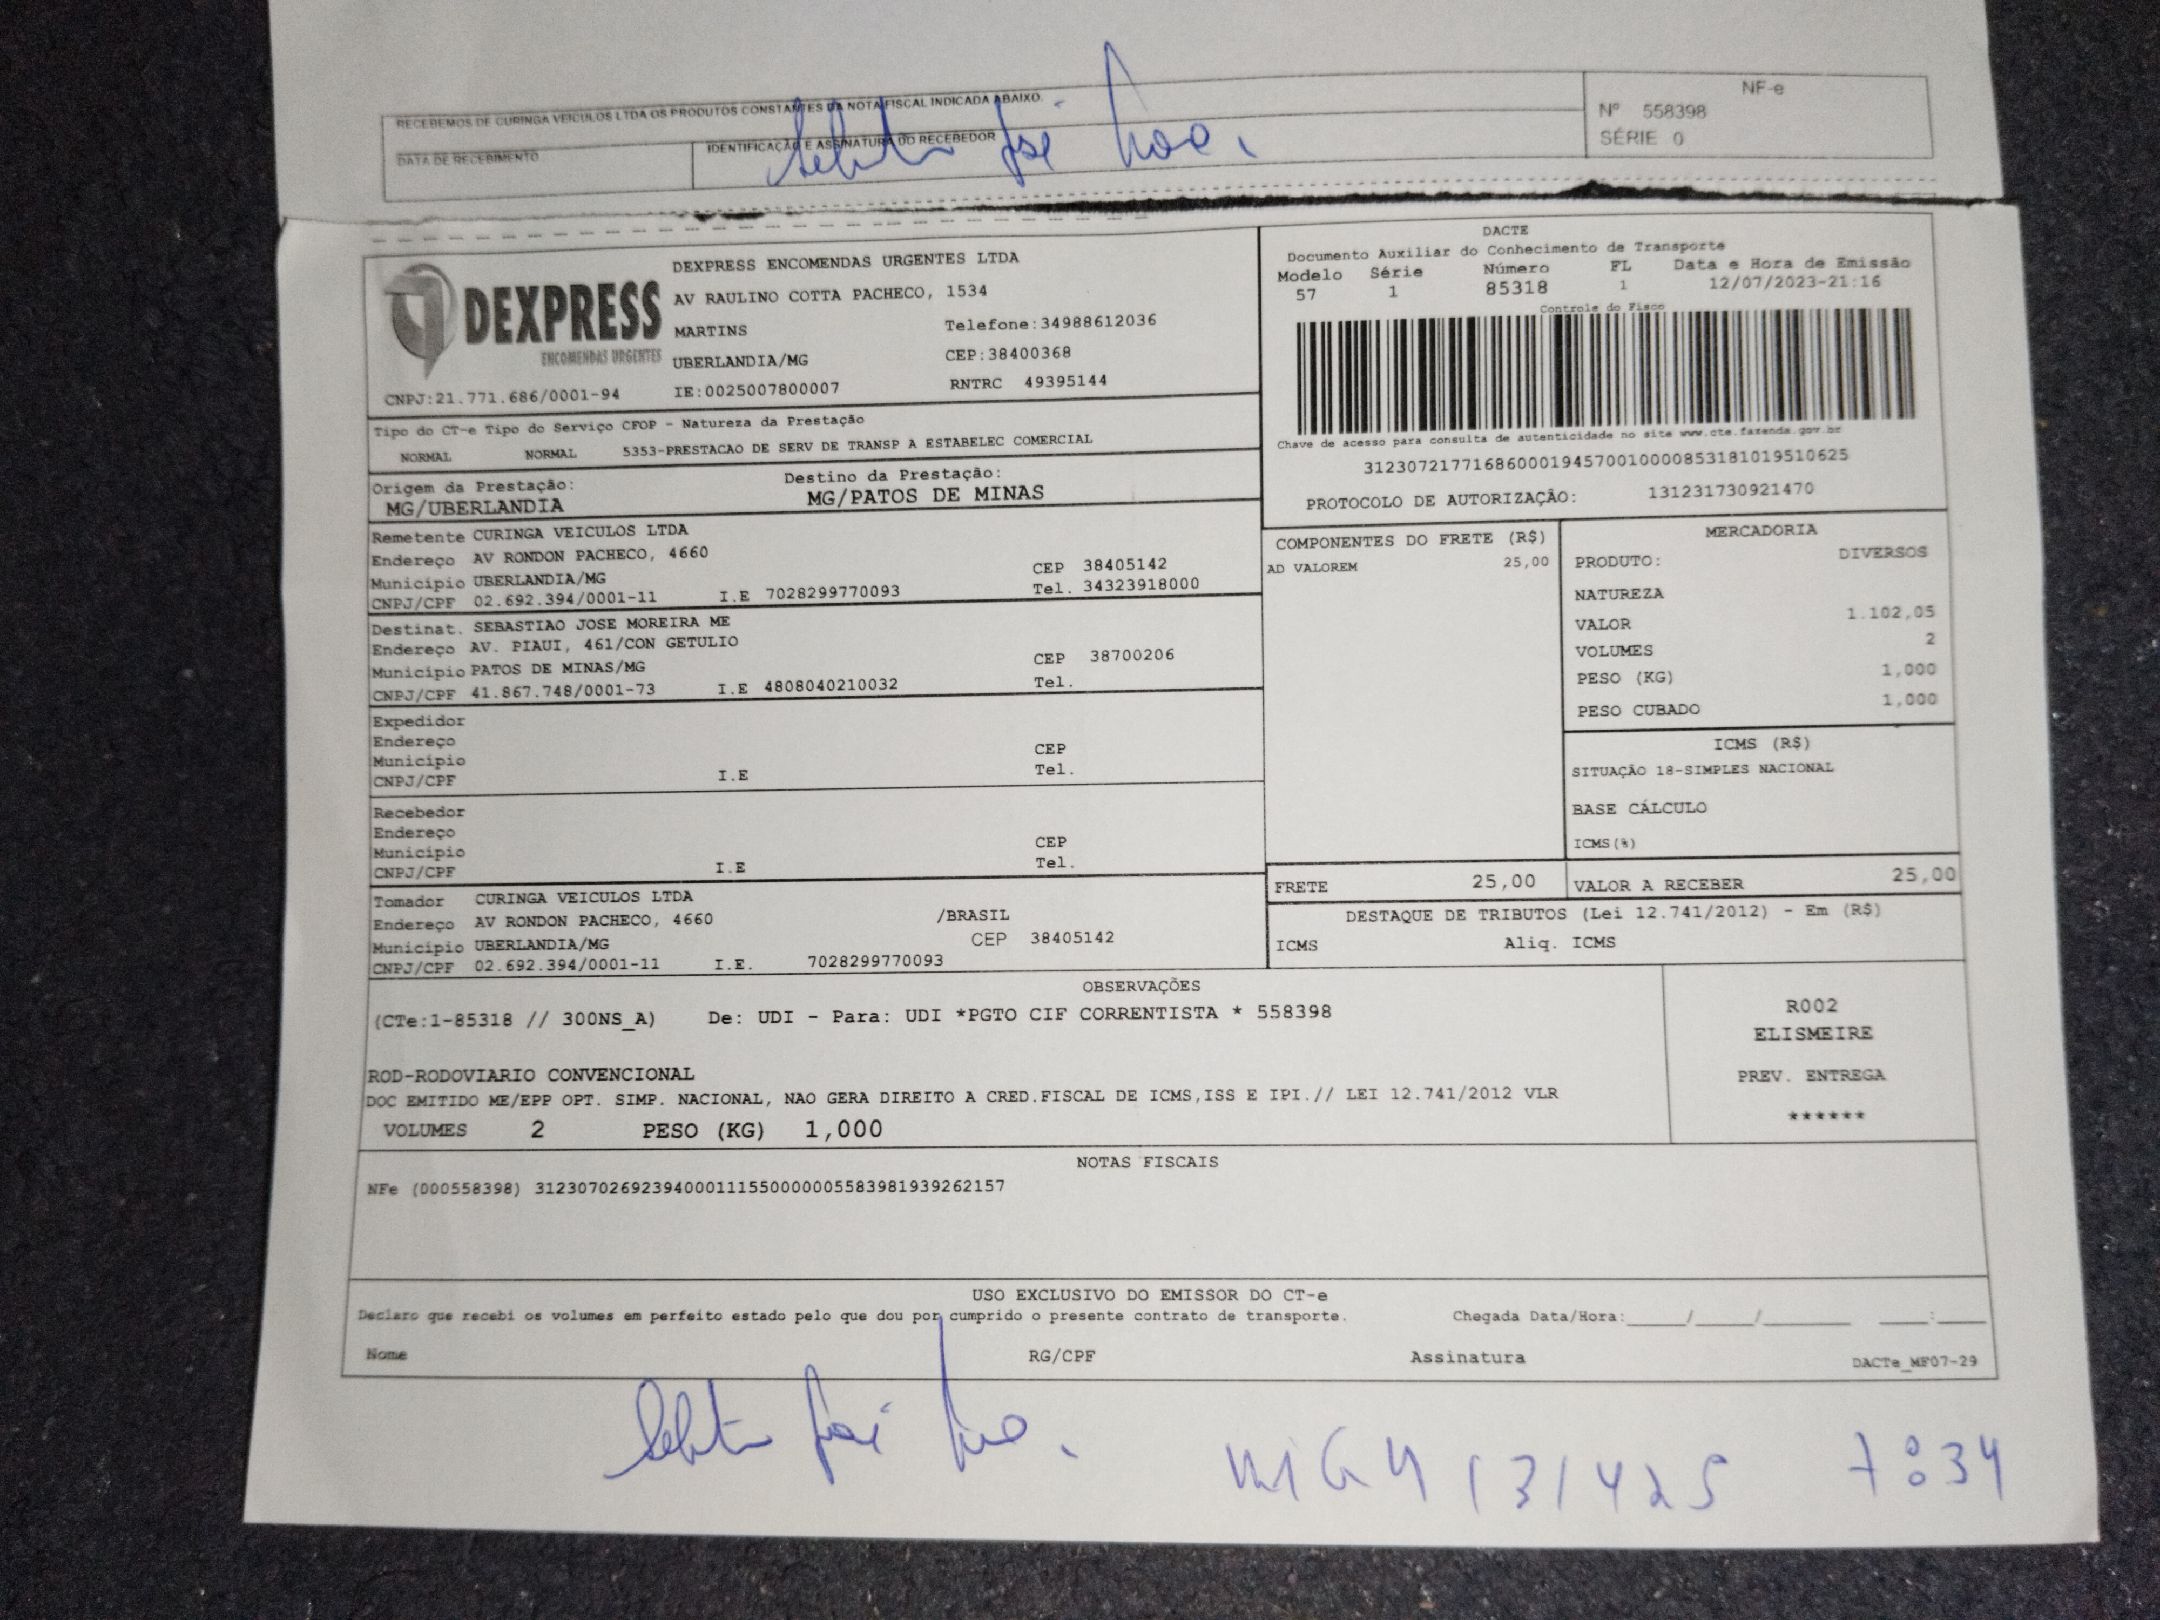 RECEBEMOS DE CURINGA VEICULOS LTDA OS PRODUTOS CONSTANTES DA NOTA FISCAL INDICADA ABAIXO.
DATA DE RECEBIMENTO
IDENTIFICAÇÃO E ASSINATURA DO RECEBEDOR
NF-e
Nº 558398
SÉRIE 0
DEXPRESS
ENCOMENDAS URGENTES
CNPJ:21.771.686/0001-94
DEXPRESS ENCOMENDAS URGENTES LTDA
AV RAULINO COTTA PACHECO, 1534
MARTINS Telefone:34988612036
UBERLANDIA/MG CEP:38400368
IE:0025007800007 RNTRC 49395144
DACTE
Documento Auxiliar do Conhecimento de Transporte
Modelo Série Número FL Data e Hora de Emissão
57 1 85318 1 12/07/2023-21:16
Controle do Fisco
Chave de acesso para consulta de autenticidade no site www.cte.fazenda.gov.br
31230721771686000194570010000853181019510625
PROTOCOLO DE AUTORIZAÇÃO: 131231730921470
Tipo do CT-e Tipo do Serviço CFOP - Natureza da Prestação
NORMAL NORMAL 5353-PRESTACAO DE SERV DE TRANSP A ESTABELEC COMERCIAL
Origem da Prestação: Destino da Prestação:
MG/UBERLANDIA MG/PATOS DE MINAS
Remetente CURINGA VEICULOS LTDA
Endereço AV RONDON PACHECO, 4660
Município UBERLANDIA/MG CEP 38405142
CNPJ/CPF 02.692.394/0001-11 I.E 7028299770093 Tel. 34323918000
Destinat. SEBASTIAO JOSE MOREIRA ME
Endereço AV. PIAUI, 461/CON GETULIO
Município PATOS DE MINAS/MG CEP 38700206
CNPJ/CPF 41.867.748/0001-73 I.E 4808040210032 Tel.
Expedidor
Endereço
Município CEP
CNPJ/CPF I.E Tel.
Recebedor
Endereço
Município CEP
CNPJ/CPF I.E Tel.
Tomador CURINGA VEICULOS LTDA
Endereço AV RONDON PACHECO, 4660 /BRASIL
Município UBERLANDIA/MG CEP 38405142
CNPJ/CPF 02.692.394/0001-11 I.E. 7028299770093
COMPONENTES DO FRETE (R$)
AD VALOREM 25,00
MERCADORIA
PRODUTO: DIVERSOS
NATUREZA
VALOR 1.102,05
VOLUMES 2
PESO (KG) 1,000
PESO CUBADO 1,000
ICMS (R$)
SITUAÇÃO 18-SIMPLES NACIONAL
BASE CÁLCULO
ICMS(%)
FRETE 25,00 VALOR A RECEBER 25,00
DESTAQUE DE TRIBUTOS (Lei 12.741/2012) - Em (R$)
ICMS Aliq. ICMS
OBSERVAÇÕES
(CTe:1-85318 // 300NS_A) De: UDI - Para: UDI *PGTO CIF CORRENTISTA * 558398
ROD-RODOVIARIO CONVENCIONAL
DOC EMITIDO ME/EPP OPT. SIMP. NACIONAL, NAO GERA DIREITO A CRED.FISCAL DE ICMS,ISS E IPI.// LEI 12.741/2012 VLR
VOLUMES 2 PESO (KG) 1,000
R002
ELISMEIRE
PREV. ENTREGA
******
NOTAS FISCAIS
NFe (000558398) 31230702692394000111550000005583981939262157
USO EXCLUSIVO DO EMISSOR DO CT-e
Declaro que recebi os volumes em perfeito estado pelo que dou por cumprido o presente contrato de transporte. Chegada Data/Hora:_____/_____/________ ____:____
Nome RG/CPF Assinatura DACTe_MF07-29
7:34